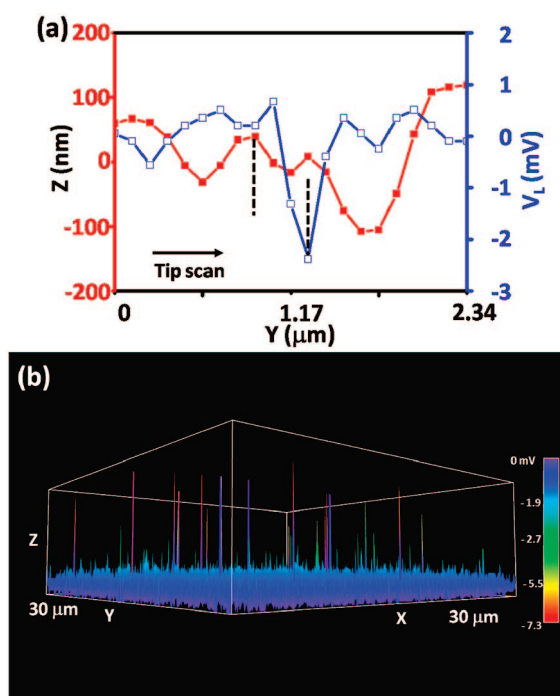 (a)
200
100
0
-100
-200
Z (nm)
2
1
0
-1
-2
-3
V_L (mV)
Tip scan
0 1.17 2.34
Y (μm)
(b)
0 mV
-1.9
-2.7
-5.5
-7.3
Z
30 μm
Y
X
30 μm